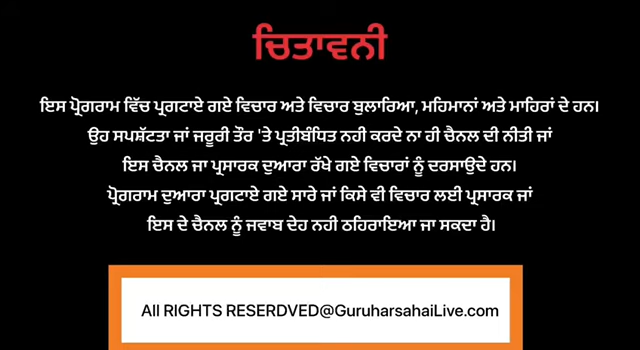 ਚਿਤਾਵਨੀ
ਇਸ ਪ੍ਰੋਗਰਾਮ ਵਿੱਚ ਪ੍ਰਗਟਾਏ ਗਏ ਵਿਚਾਰ ਅਤੇ ਵਿਚਾਰ ਬੁਲਾਰਿਆ, ਮਹਿਮਾਨਾਂ ਅਤੇ ਮਾਹਿਰਾਂ ਦੇ ਹਨ।
ਉਹ ਸਪਸ਼ੱਟਤਾ ਜਾਂ ਜਰੂਰੀ ਤੌਰ 'ਤੇ ਪ੍ਰਤੀਬੰਧਿਤ ਨਹੀ ਕਰਦੇ ਨਾ ਹੀ ਚੈਨਲ ਦੀ ਨੀਤੀ ਜਾਂ
ਇਸ ਚੈਨਲ ਜਾ ਪ੍ਰਸਾਰਕ ਦੁਆਰਾ ਰੱਖੇ ਗਏ ਵਿਚਾਰਾਂ ਨੂੰ ਦਰਸਾਉਦੇ ਹਨ।
ਪ੍ਰੋਗਰਾਮ ਦੁਆਰਾ ਪ੍ਰਗਟਾਏ ਗਏ ਸਾਰੇ ਜਾਂ ਕਿਸੇ ਵੀ ਵਿਚਾਰ ਲਈ ਪ੍ਰਸਾਰਕ ਜਾਂ
ਇਸ ਦੇ ਚੈਨਲ ਨੂੰ ਜਵਾਬ ਦੇਹ ਨਹੀ ਠਹਿਰਾਇਆ ਜਾ ਸਕਦਾ ਹੈ।
All RIGHTS RESERDVED@GuruharsahaiLive.com